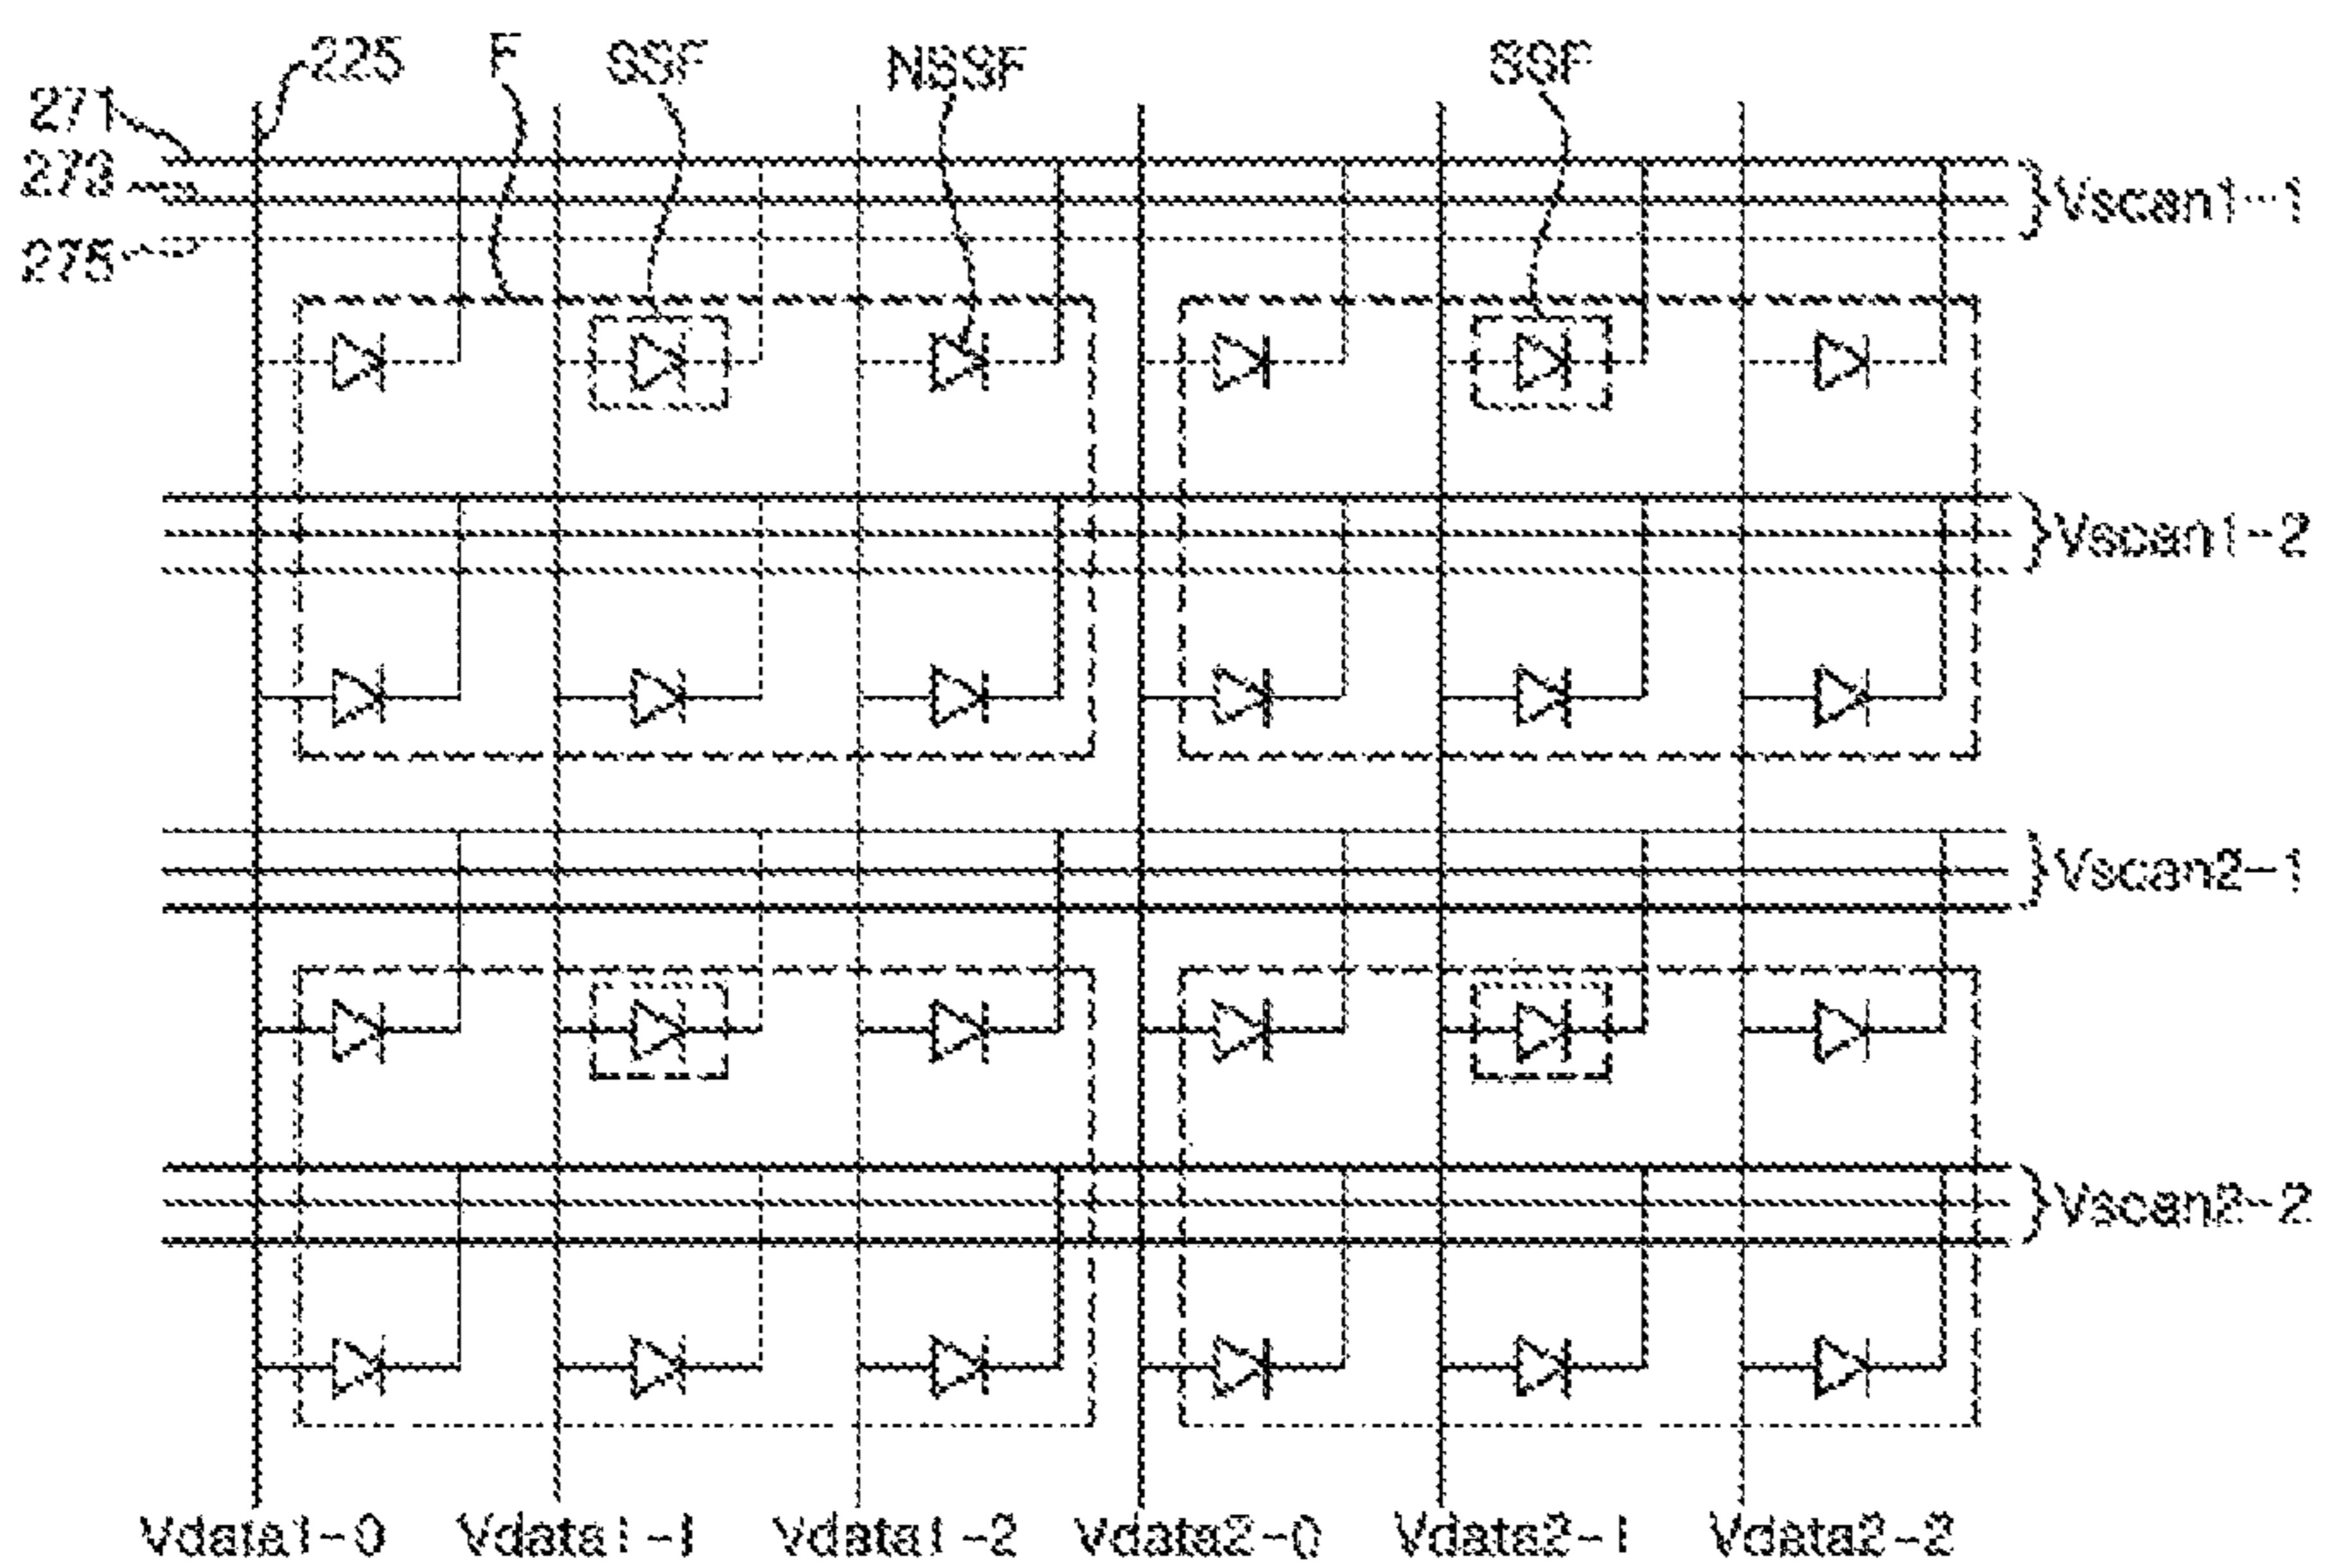 225 F SSF NSSF SSF
271
273
275
Vscan1-1
Vscan1-2
Vscan2-1
Vscan2-2
Vdata1-0 Vdata1-1 Vdata1-2 Vdata2-0 Vdata2-1 Vdata2-2